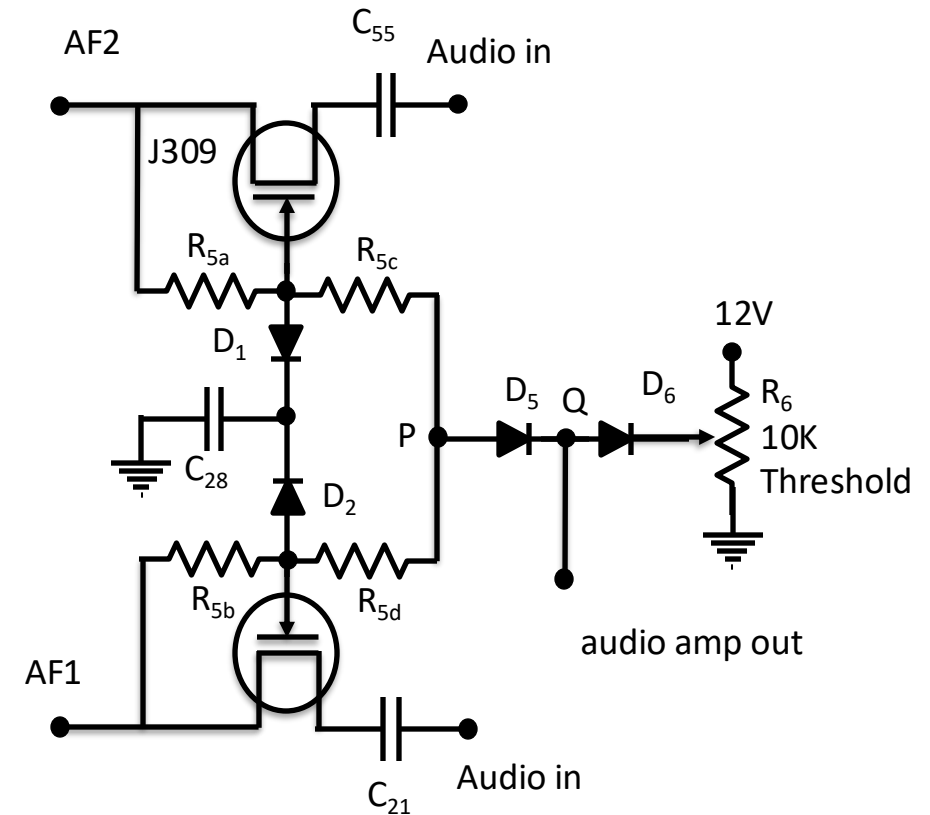 C55
AF2
Audio in
J309
R5a
R5c
12V
D1
D5
Q
D6
R6
10K
Threshold
P
C28
D2
R5b
R5d
audio amp out
AF1
Audio in
C21